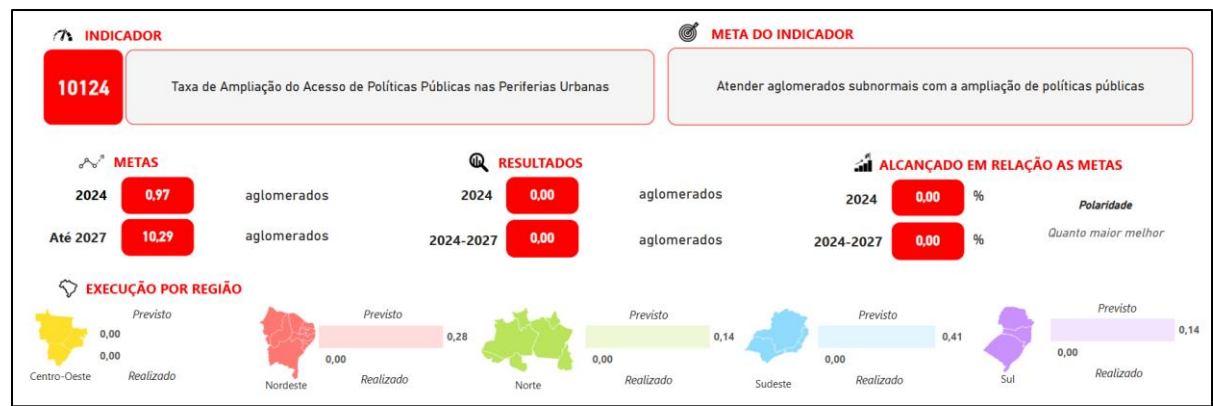 INDICADOR
META DO INDICADOR
10124
Taxa de Ampliação do Acesso de Políticas Públicas nas Periferias Urbanas
Atender aglomerados subnormais com a ampliação de políticas públicas
METAS
RESULTADOS
ALCANÇADO EM RELAÇÃO AS METAS
2024 0,97 aglomerados
2024 0,00 aglomerados
2024 0,00 %
Polaridade
Até 2027 10,29 aglomerados
2024-2027 0,00 aglomerados
2024-2027 0,00 %
Quanto maior melhor
EXECUÇÃO POR REGIÃO
Previsto
0,00
0,00
Realizado
Centro-Oeste
Previsto
0,28
0,00
Realizado
Nordeste
Previsto
0,14
0,00
Realizado
Norte
Previsto
0,41
0,00
Realizado
Sudeste
Previsto
0,14
0,00
Realizado
Sul